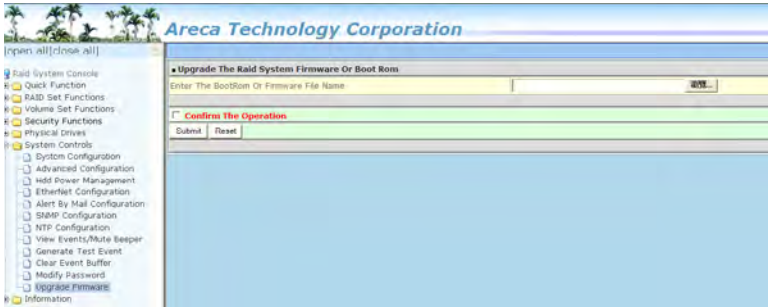 Areca Technology Corporation
|open all|close all|
Raid System Console
Quick Function
RAID Set Functions
Volume Set Functions
Security Functions
Physical Drives
System Controls
System Configuration
Advanced Configuration
Hdd Power Management
EtherNet Configuration
Alert By Mail Configuration
SNMP Configuration
NTP Configuration
View Events/Mute Beeper
Generate Test Event
Clear Event Buffer
Modify Password
Upgrade Firmware
Information
Upgrade The Raid System Firmware Or Boot Rom
Enter The BootRom Or Firmware File Name
Confirm The Operation
Submit Reset